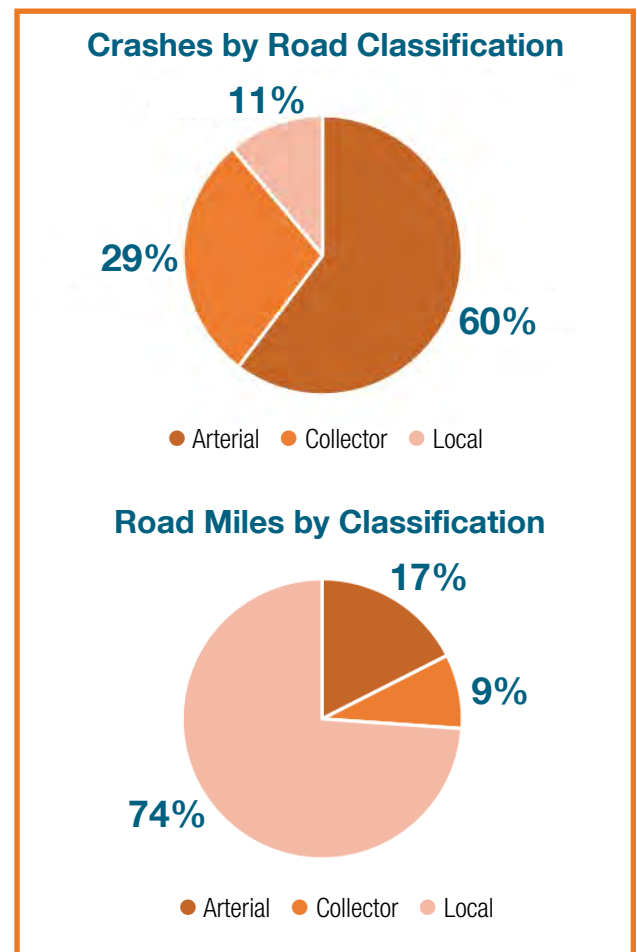 Crashes by Road Classification
11%
29%
60%
Arterial Collector Local
Road Miles by Classification
17%
9%
74%
Arterial Collector Local